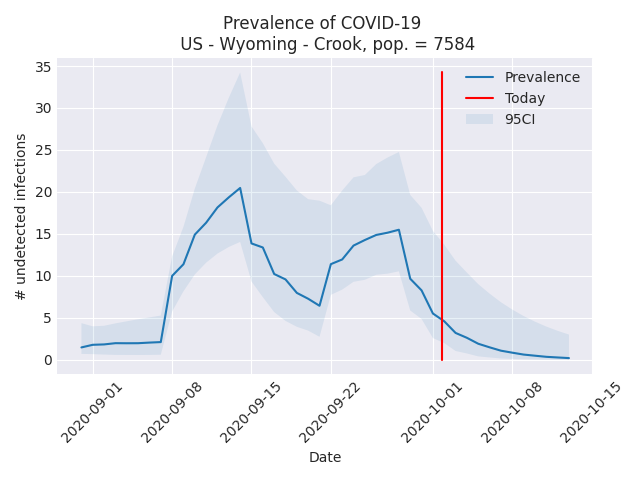 Prevalence of COVID-19
US - Wyoming - Crook, pop. = 7584
# undetected infections
35
30
25
20
15
10
5
0
Prevalence
Today
95CI
2020-09-01
2020-09-08
2020-09-15
2020-09-22
2020-10-01
2020-10-08
2020-10-15
Date